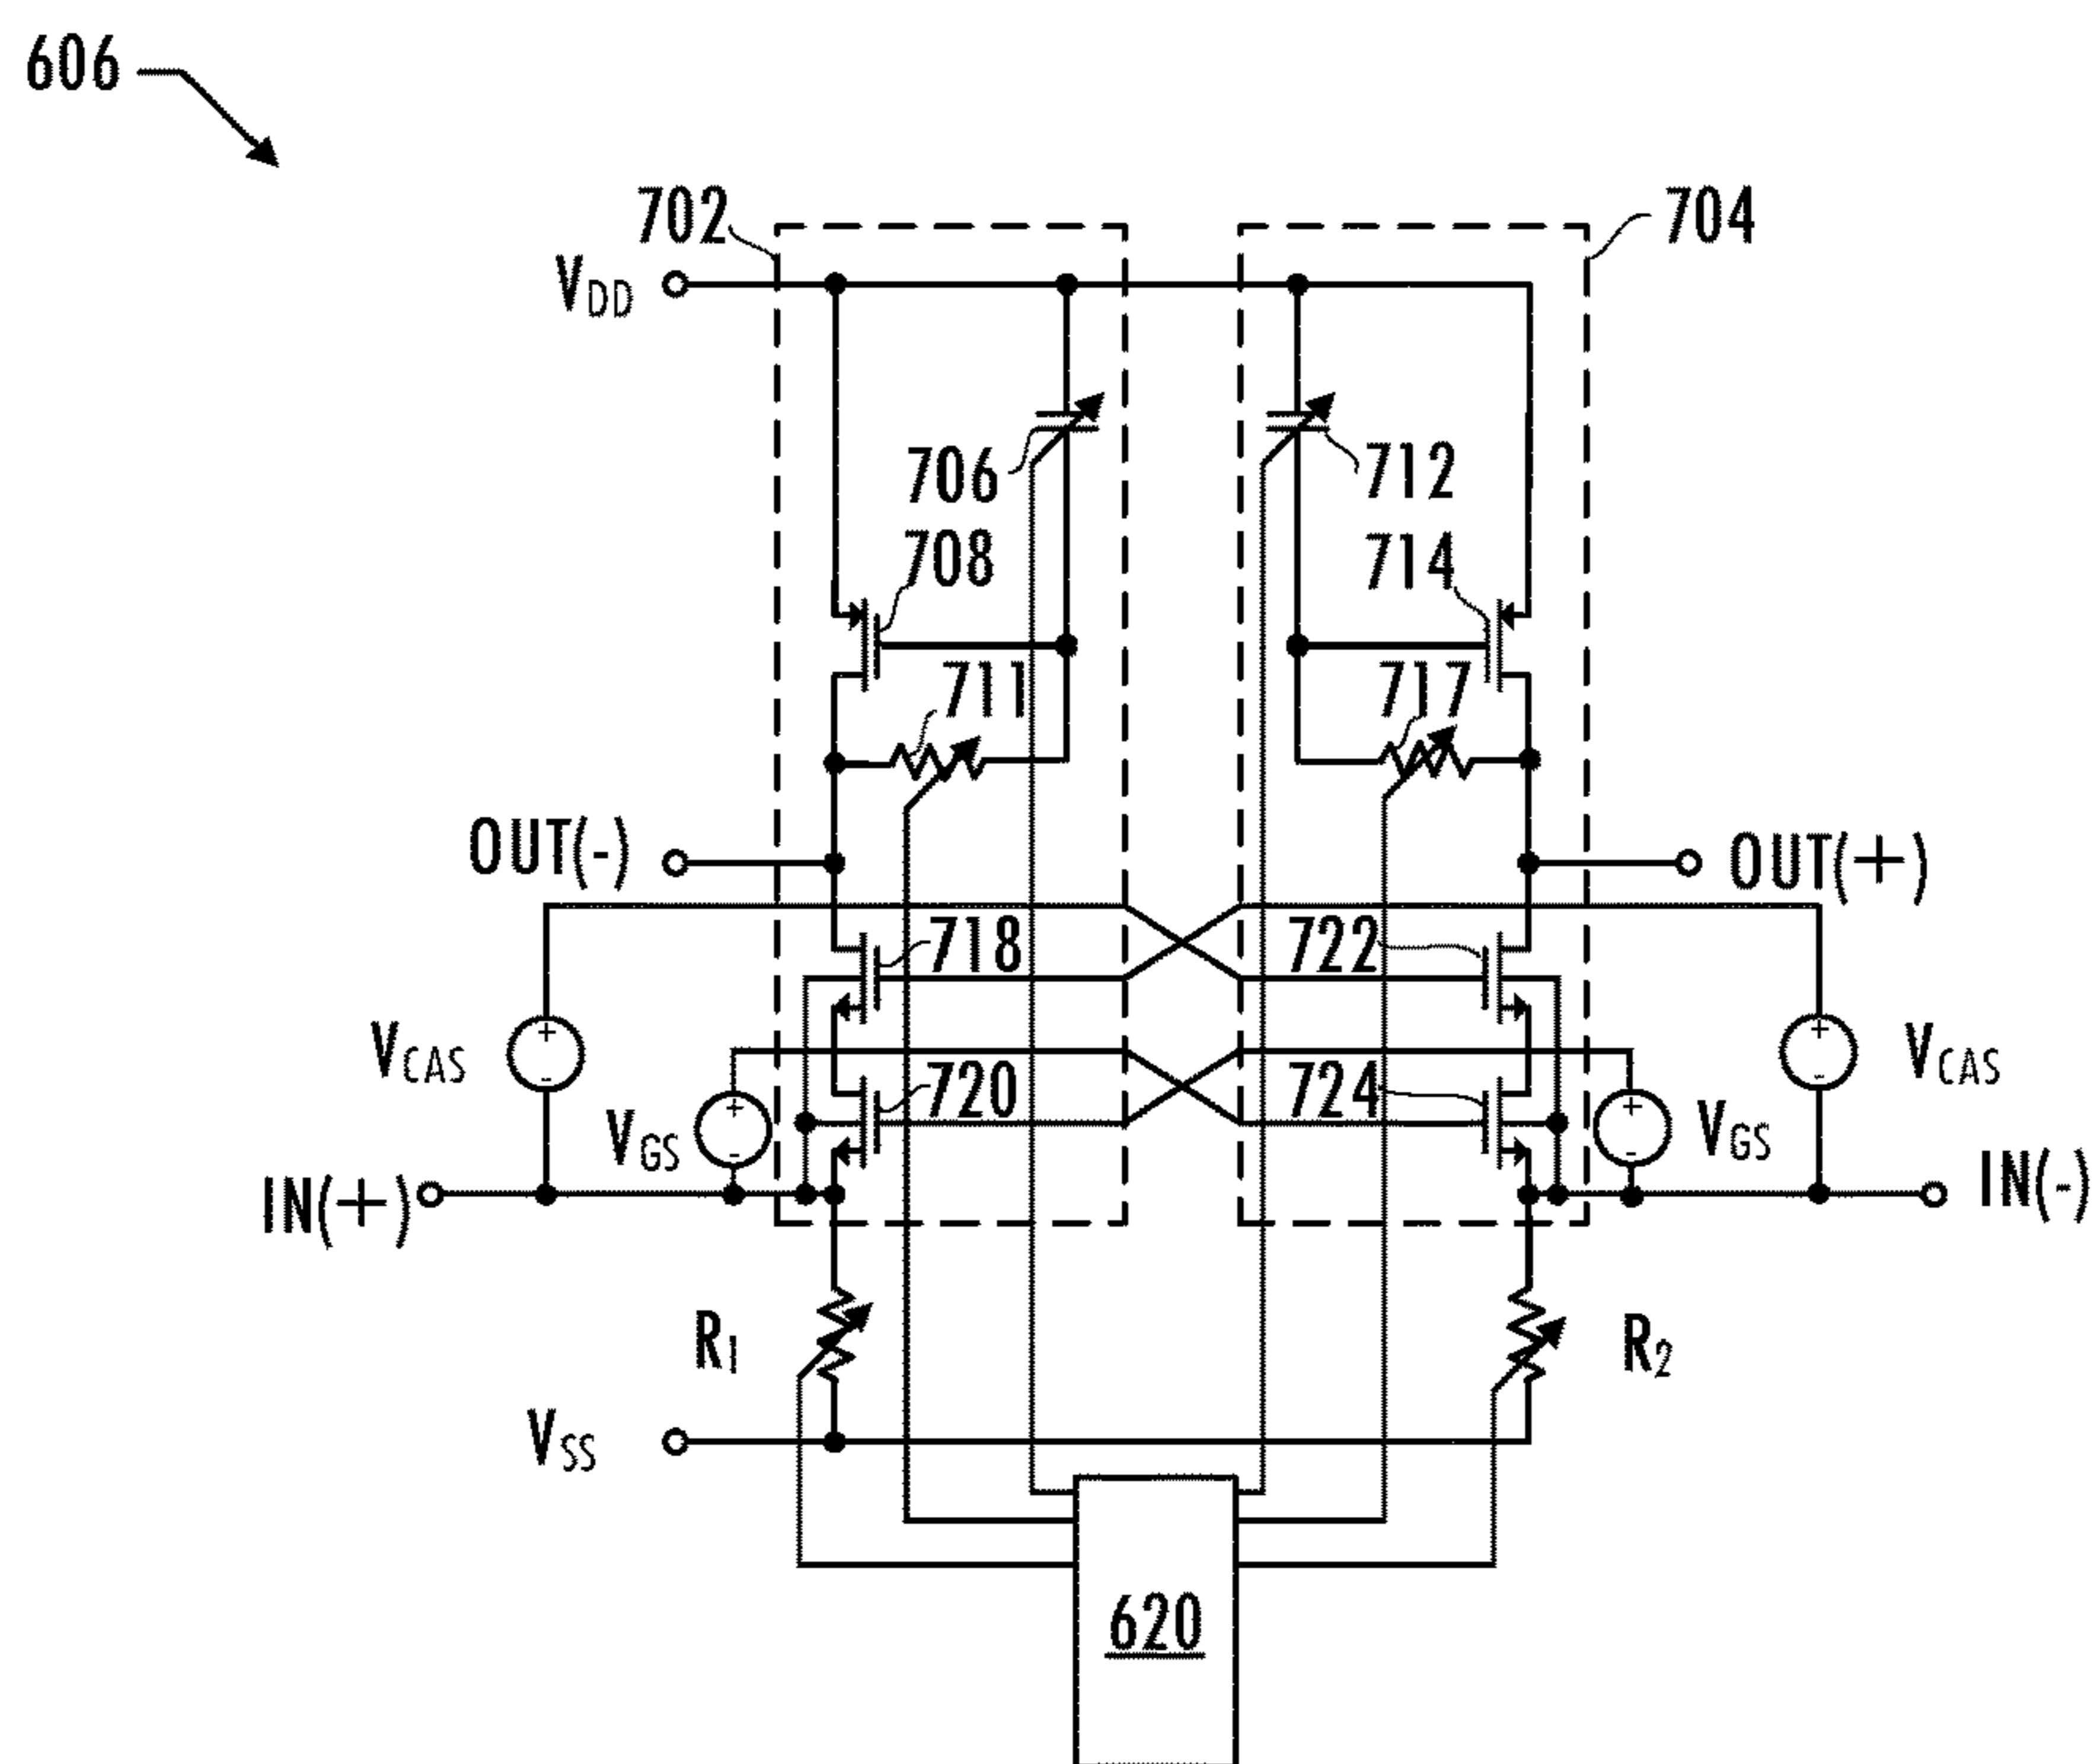 606
702
704
VDD
706
712
708
714
711
717
OUT(-)
OUT(+)
718
722
VCAS
VCAS
720
724
VGS
VGS
IN(+)
IN(-)
R1
R2
VSS
620